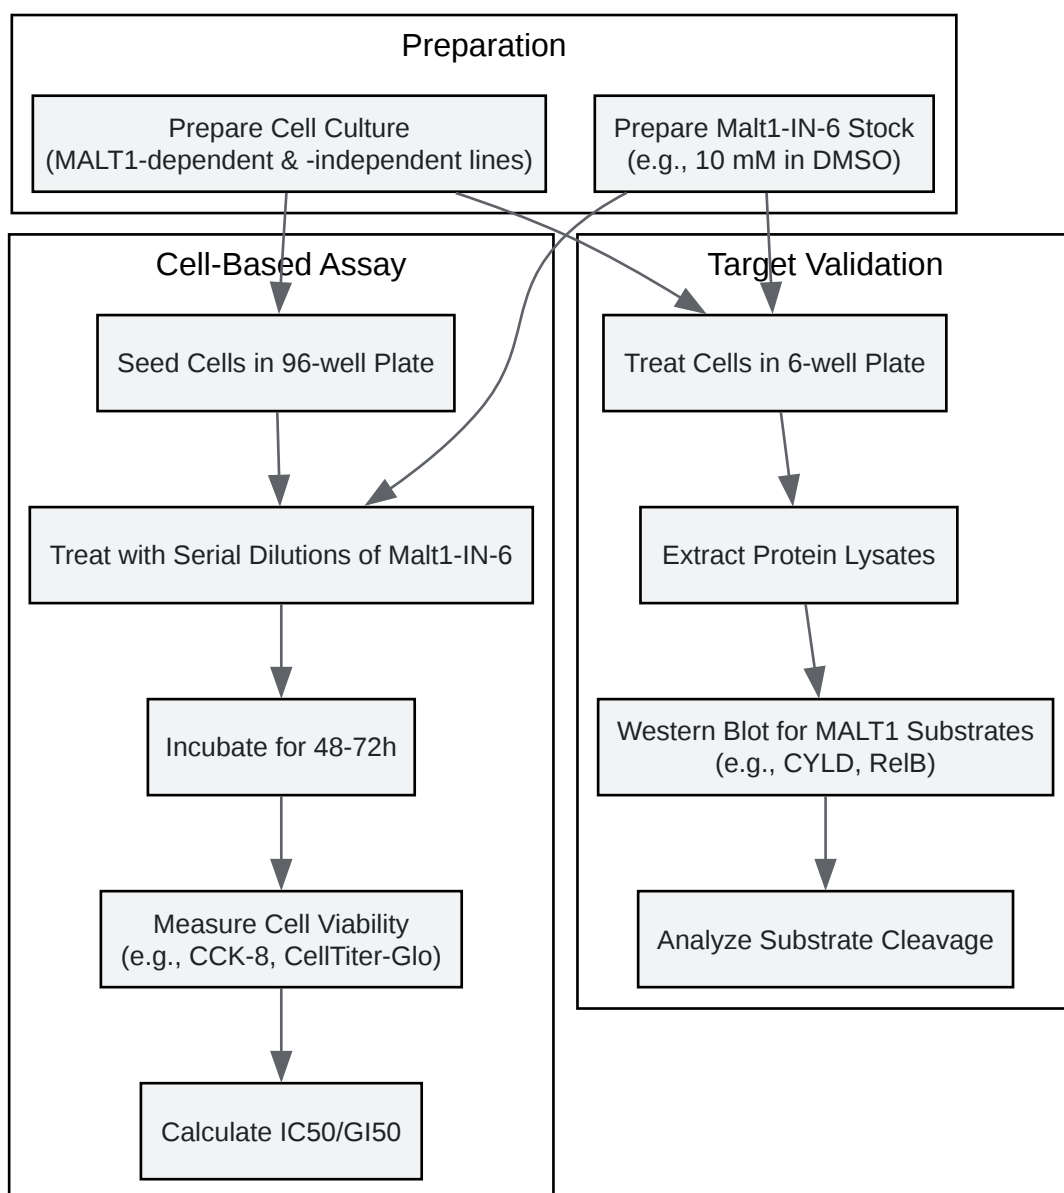 Preparation
Prepare Cell Culture
(MALT1-dependent & -independent lines)
Prepare Malt1-IN-6 Stock
(e.g., 10 mM in DMSO)
Cell-Based Assay
Seed Cells in 96-well Plate
Treat with Serial Dilutions of Malt1-IN-6
Incubate for 48-72h
Measure Cell Viability
(e.g., CCK-8, CellTiter-Glo)
Calculate IC50/GI50
Target Validation
Treat Cells in 6-well Plate
Extract Protein Lysates
Western Blot for MALT1 Substrates
(e.g., CYLD, RelB)
Analyze Substrate Cleavage